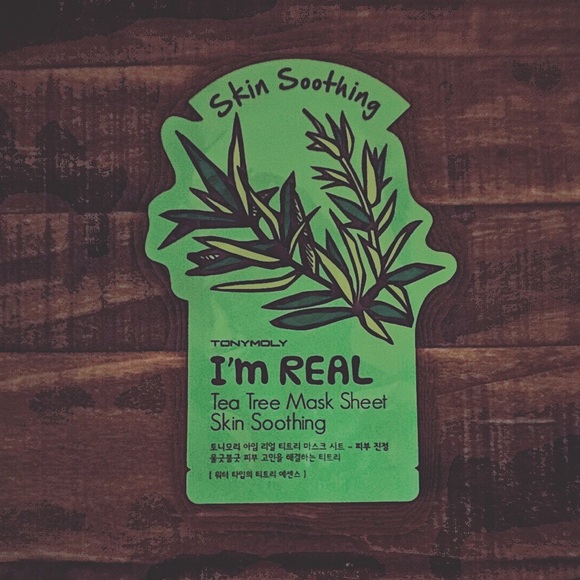 Skin Soothing
TONYMOLY
I'm REAL
Tea Tree Mask Sheet
Skin Soothing
토니모리 아임 리얼 티트리 마스크 시트 - 피부 진정
울긋불긋 피부 고민을 해결하는 티트리
[ 워터 타입의 티트리 에센스 ]